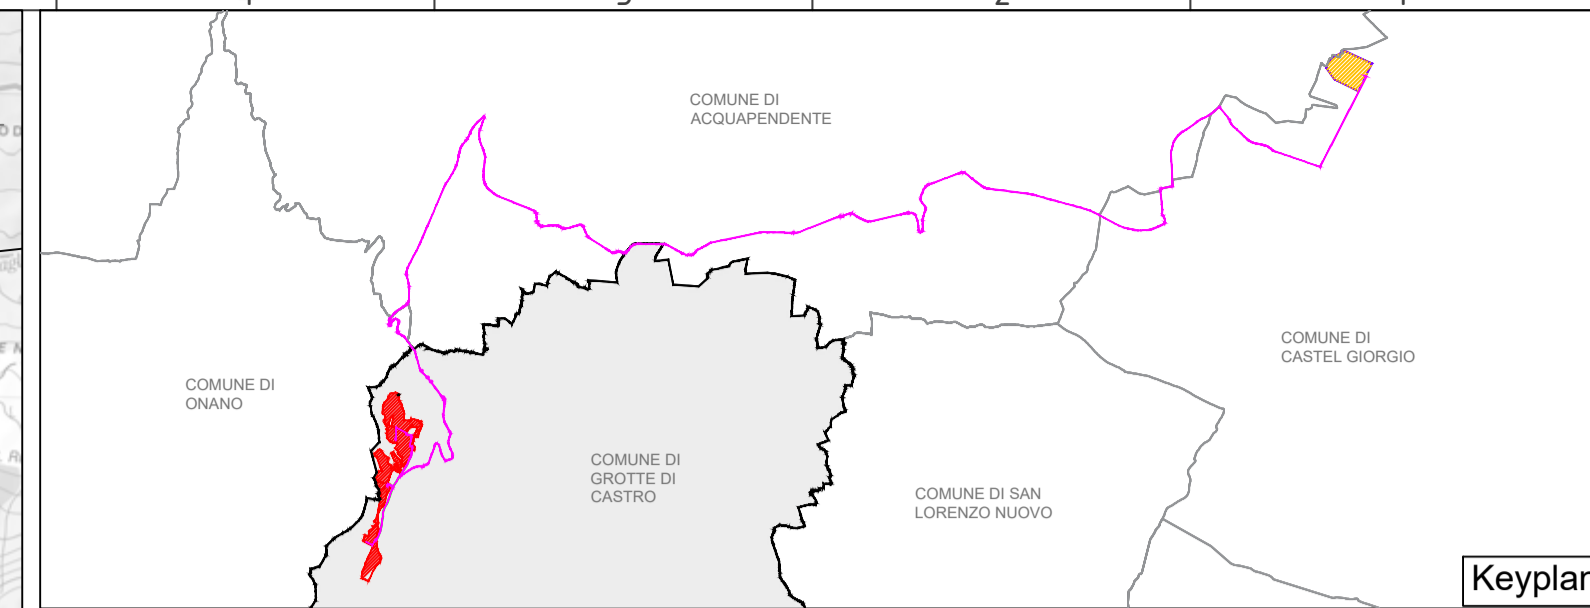 COMUNE DI
ACQUAPENDENTE
COMUNE DI
CASTEL GIORGIO
COMUNE DI
ONANO
COMUNE DI
GROTTE DI
CASTRO
COMUNE DI SAN
LORENZO NUOVO
Keyplan